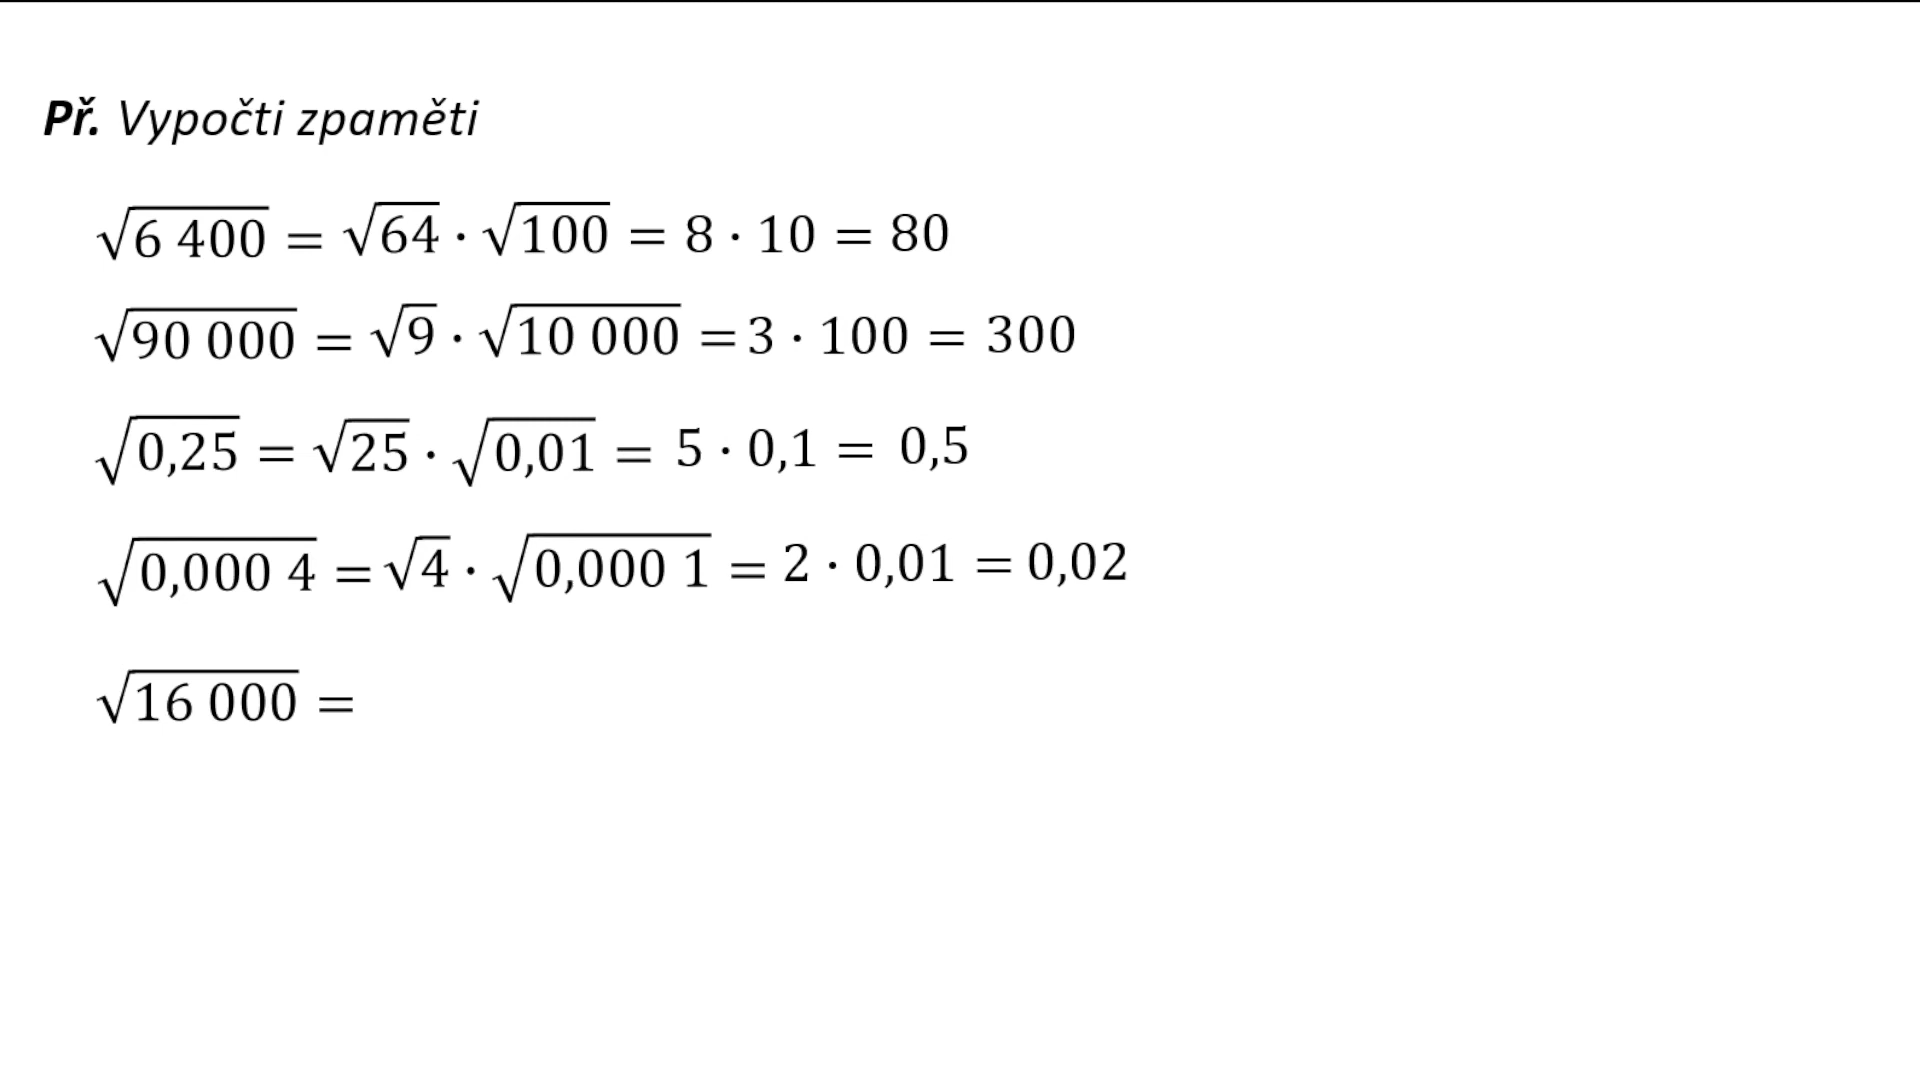 Př. Vypočti zpaměti
√6 400 = √64 · √100 = 8 · 10 = 80
√90 000 = √9 · √10 000 = 3 · 100 = 300
√0,25 = √25 · √0,01 = 5 · 0,1 = 0,5
√0,000 4 = √4 · √0,000 1 = 2 · 0,01 = 0,02
√16 000 =